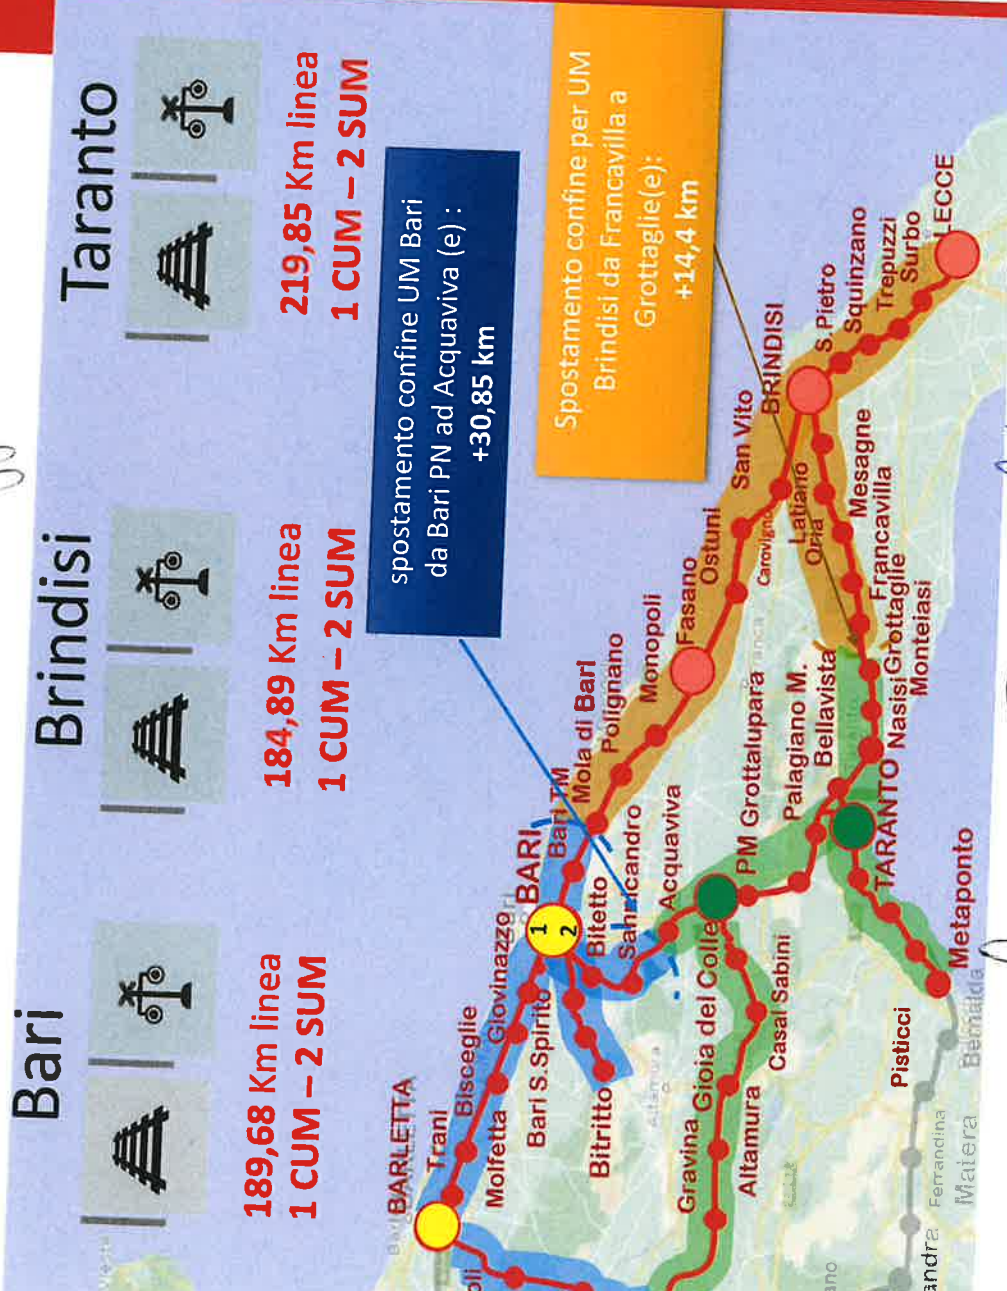 Bari
189,68 Km linea
1 CUM – 2 SUM
Brindisi
184,89 Km linea
1 CUM – 2 SUM
Taranto
219,85 Km linea
1 CUM – 2 SUM
spostamento confine UM Bari
da Bari PN ad Acquaviva (e) :
+30,85 km
Spostamento confine per UM
Brindisi da Francavilla a
Grottaglie(e):
+14,4 km
BARLETTA
Trani
Bisceglie
Molfetta
Giovinazzo
Bari S.Spirito
BARI
1
2
Bari TM
Bitritto
Bitetto
Sannicandro
Acquaviva
Mola di Bari
Polignano
Monopoli
Fasano
Ostuni
Carovigno
San Vito
BRINDISI
S. Pietro
Squinzano
Trepuzzi
Surbo
LECCE
Latiano
Oria
Mesagne
Francavilla
Grottaglie
Monteiasi
Nasisi
TARANTO
Bellavista
Palagiano M.
PM Grottalupara
Gioia del Colle
Casal Sabini
Altamura
Gravina
Altamura
Metaponto
Pisticci
Bernalda
Ferrandina
Matera